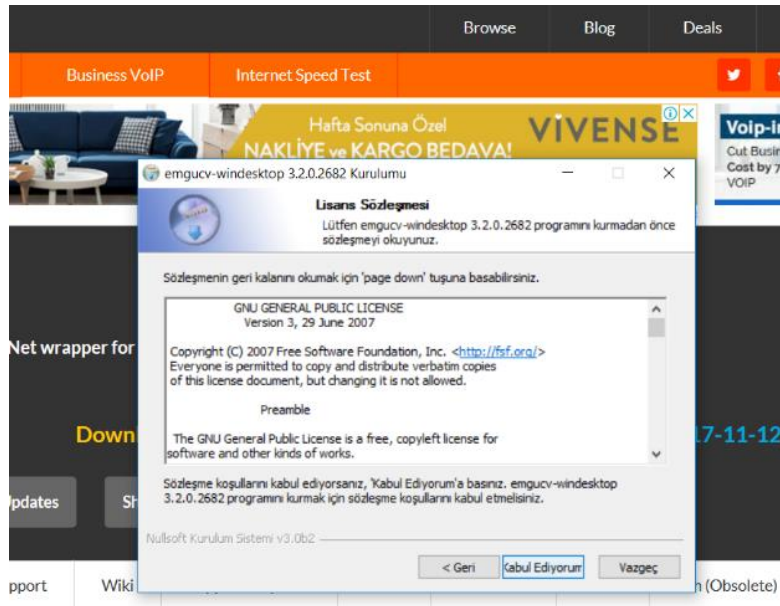 Browse Blog Deals
Business VoIP Internet Speed Test
Hafta Sonuna Özel
NAKLİYE ve KARGO BEDAVA!
VİVENSE
Voip-in
Cut Busin
Cost by 7
VOIP
emgucv-windesktop 3.2.0.2682 Kurulumu
Lisans Sözleşmesi
Lütfen emgucv-windesktop 3.2.0.2682 programını kurmadan önce
sözleşmeyi okuyunuz.
Sözleşmenin geri kalanını okumak için 'page down' tuşuna basabilirsiniz.
GNU GENERAL PUBLIC LICENSE
Version 3, 29 June 2007
Copyright (C) 2007 Free Software Foundation, Inc. <http://fsf.org/>
Everyone is permitted to copy and distribute verbatim copies
of this license document, but changing it is not allowed.
Preamble
The GNU General Public License is a free, copyleft license for
software and other kinds of works.
Sözleşme koşullarını kabul ediyorsanız, 'Kabul Ediyorum'a basınız. emgucv-windesktop
3.2.0.2682 programını kurmak için sözleşme koşullarını kabul etmelisiniz.
Nullsoft Kurulum Sistemi v3.0b2
< Geri Kabul Ediyorum Vazgeç
Net wrapper for
Down
17-11-12
Updates Sh
pport Wiki
(Obsolete)